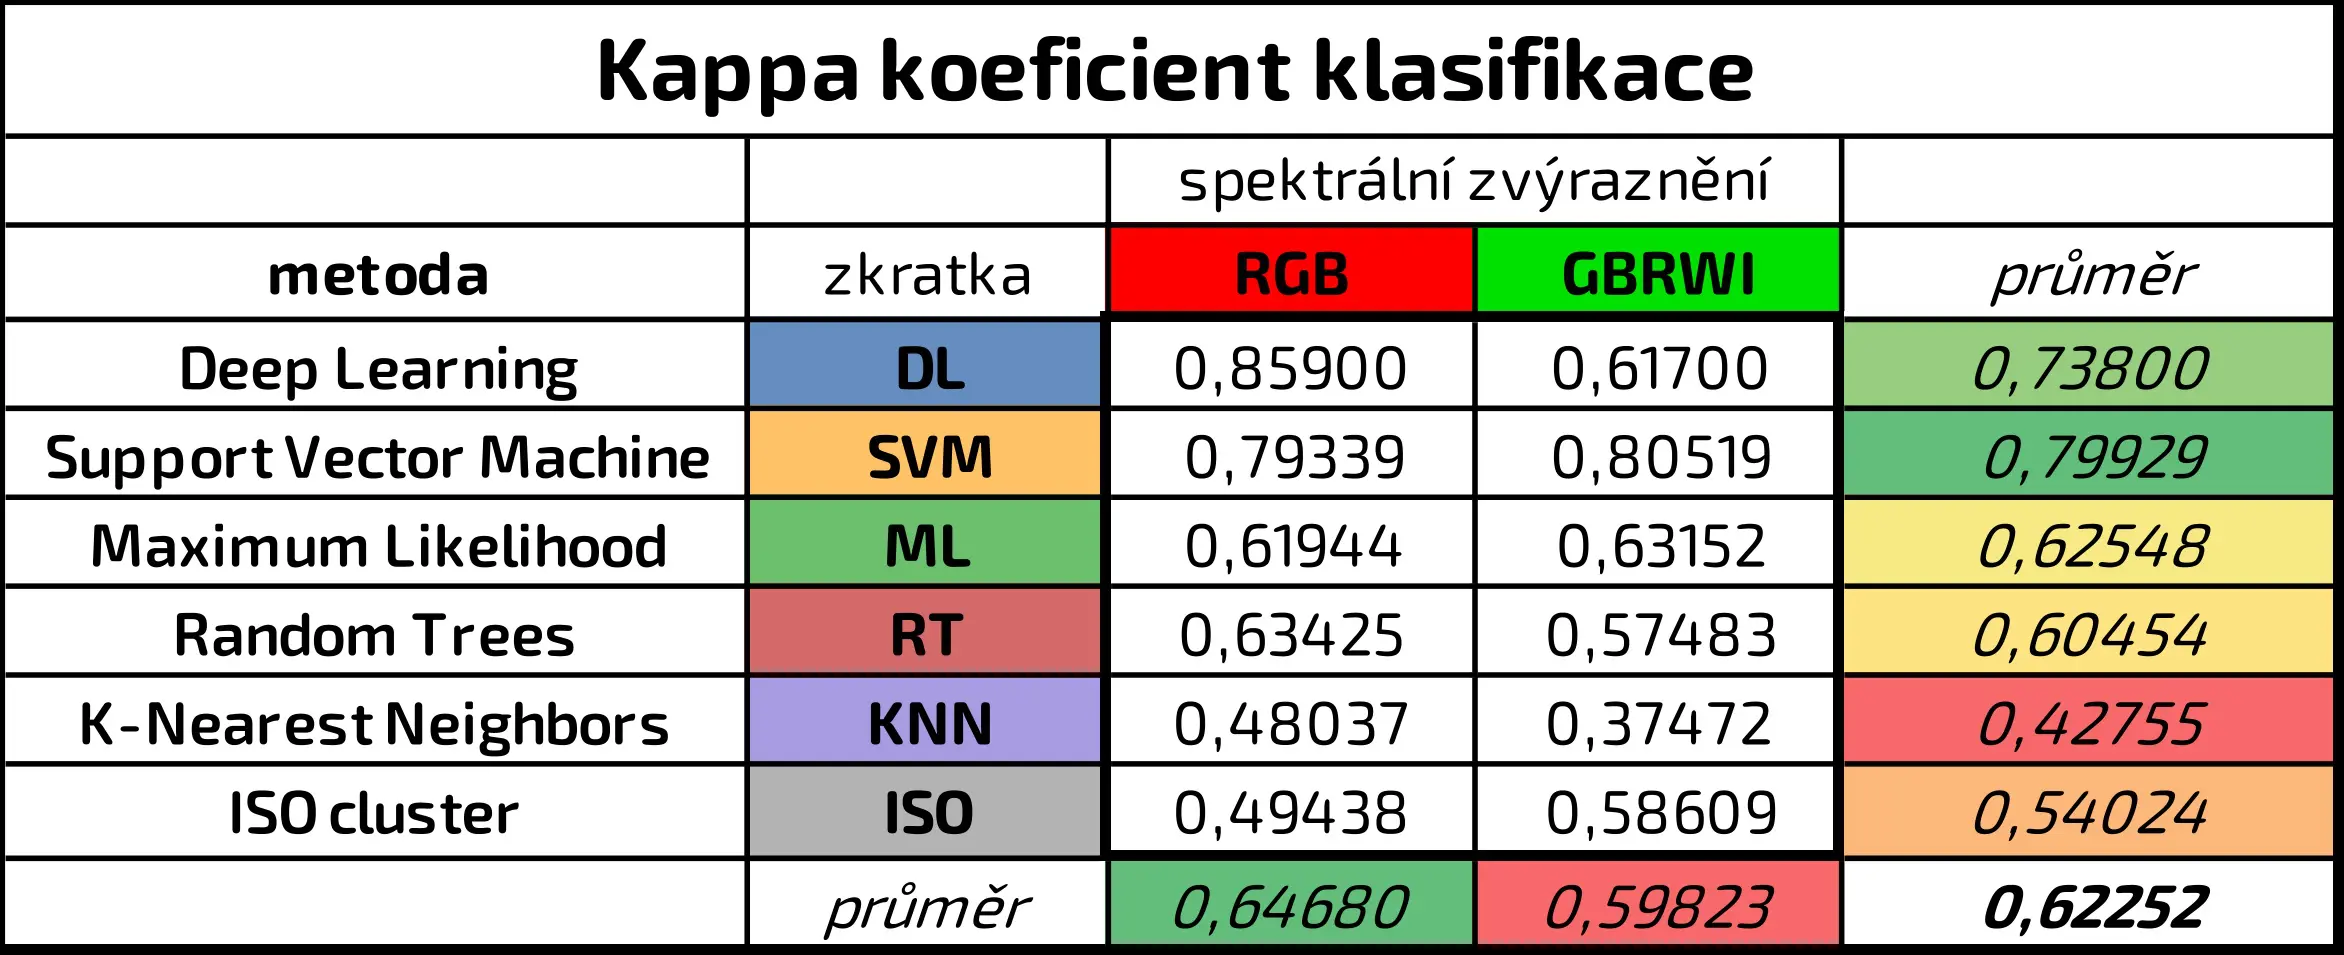 Kappa koeficient klasifikace
spektrální zvýraznění
metoda zkratka RGB GBRWI průměr
Deep Learning DL 0,85900 0,61700 0,73800
Support Vector Machine SVM 0,79339 0,80519 0,79929
Maximum Likelihood ML 0,61944 0,63152 0,62548
Random Trees RT 0,63425 0,57483 0,60454
K-Nearest Neighbors KNN 0,48037 0,37472 0,42755
ISO cluster ISO 0,49438 0,58609 0,54024
průměr 0,64680 0,59823 0,62252